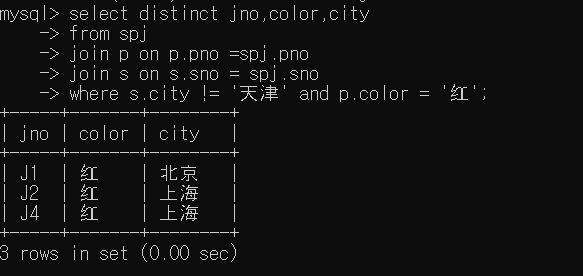 mysql> select distinct jno,color,city
    -> from spj
    -> join p on p.pno =spj.pno
    -> join s on s.sno = spj.sno
    -> where s.city != '天津' and p.color = '红';
+-----+-------+--------+
| jno | color | city   |
+-----+-------+--------+
| J1  | 红    | 北京   |
| J2  | 红    | 上海   |
| J4  | 红    | 上海   |
+-----+-------+--------+
3 rows in set (0.00 sec)